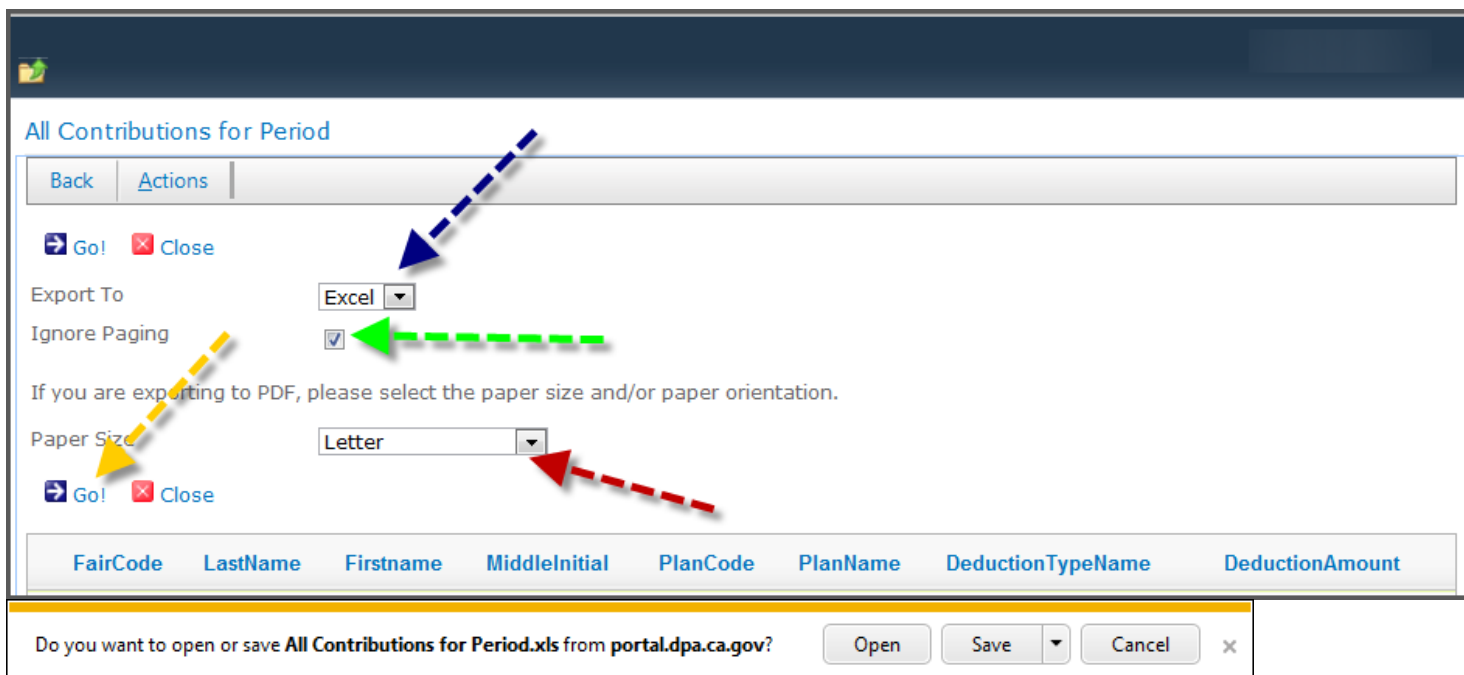 All Contributions for Period
Back Actions
Go! Close
Export To Excel
Ignore Paging
If you are exporting to PDF, please select the paper size and/or paper orientation.
Paper Size Letter
Go! Close
FairCode LastName Firstname MiddleInitial PlanCode PlanName DeductionTypeName DeductionAmount
Do you want to open or save All Contributions for Period.xls from portal.dpa.ca.gov? Open Save Cancel